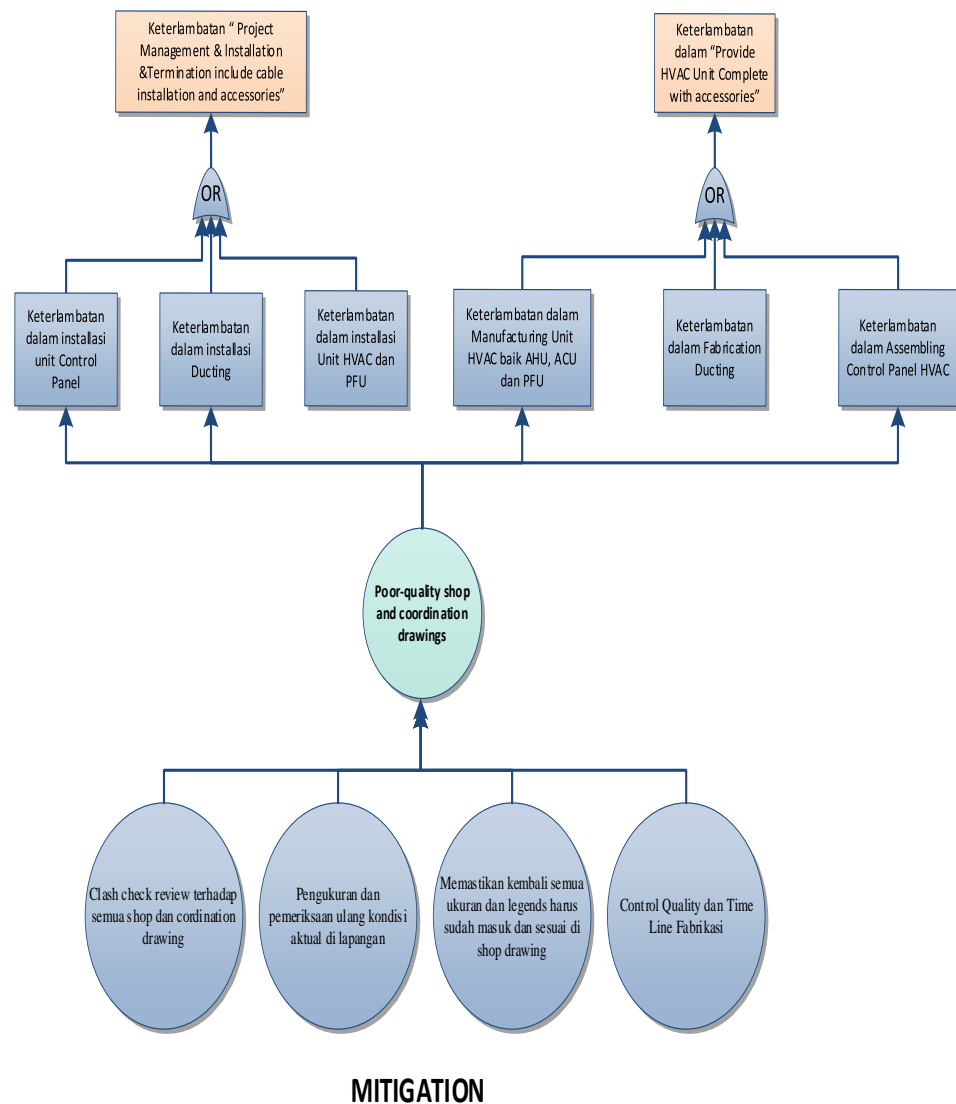 Keterlambatan “ Project
Management & Installation
&Termination include cable
installation and accessories”
Keterlambatan
dalam “Provide
HVAC Unit Complete
with accessories”
OR
OR
Keterlambatan
dalam installasi
unit Control
Panel
Keterlambatan
dalam installasi
Ducting
Keterlambatan
dalam installasi
Unit HVAC dan
PFU
Keterlambatan dalam
Manufacturing Unit
HVAC baik AHU, ACU
dan PFU
Keterlambatan
dalam Fabrication
Ducting
Keterlambatan
dalam Assembling
Control Panel HVAC
Poor-quality shop
and coordination
drawings
Clash check review terhadap
semua shop dan cordination
drawing
Pengukuran dan
pemeriksaan ulang kondisi
aktual di lapangan
Memastikan kembali semua
ukuran dan legends harus
sudah masuk dan sesuai di
shop drawing
Control Quality dan Time
Line Fabrikasi
MITIGATION